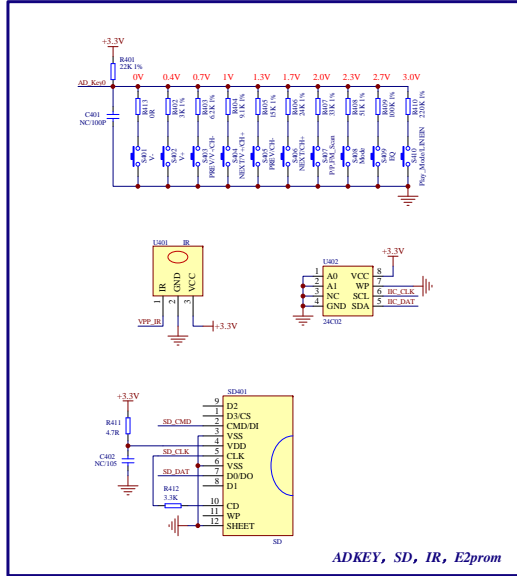 +3.3V
R401
22K 1%
AD_Key0
0V 0.4V 0.7V 1V 1.3V 1.7V 2.0V 2.3V 2.7V 3.0V
C401
NC/100P
R413
0R
R402
3K 1%
R403
6.2K 1%
R404
9.1K 1%
R405
15K 1%
R406
24K 1%
R407
33K 1%
R408
51K 1%
R409
100K 1%
R410
220K 1%
S401
V-
S402
V+
S403
PREV/V-/CH-
S404
NEXT/V+/CH+
S405
PREV/CH-
S406
NEXT/CH+
S407
P/P,FM_Scan
S408
Mode
S409
EQ
S410
Play_Mode/LINEIN
U401 IR
IR
GND
VCC
1 2 3
VPP_IR
+3.3V
U402
+3.3V
1 A0 VCC 8
2 A1 WP 7
3 NC SCL 6 IIC_CLK
4 GND SDA 5 IIC_DAT
24C02
SD401
+3.3V
R411
4.7R
C402
NC/105
SD_CMD
SD_CLK
SD_DAT
R412
3.3K
9 D2
1 D3/CS
2 CMD/DI
3 VSS
4 VDD
5 CLK
6 VSS
7 D0/DO
8 D1
10 CD
11 WP
12 SHEET
SD
ADKEY, SD, IR, E2prom